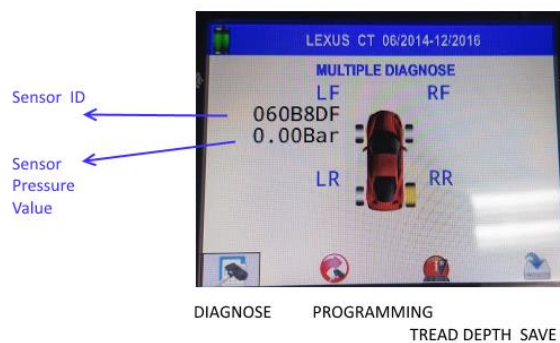 LEXUS CT 06/2014-12/2016
MULTIPLE DIAGNOSE
LF RF
Sensor ID
060B8DF
0.00Bar
Sensor
Pressure
Value
LR RR
DIAGNOSE PROGRAMMING
TREAD DEPTH SAVE